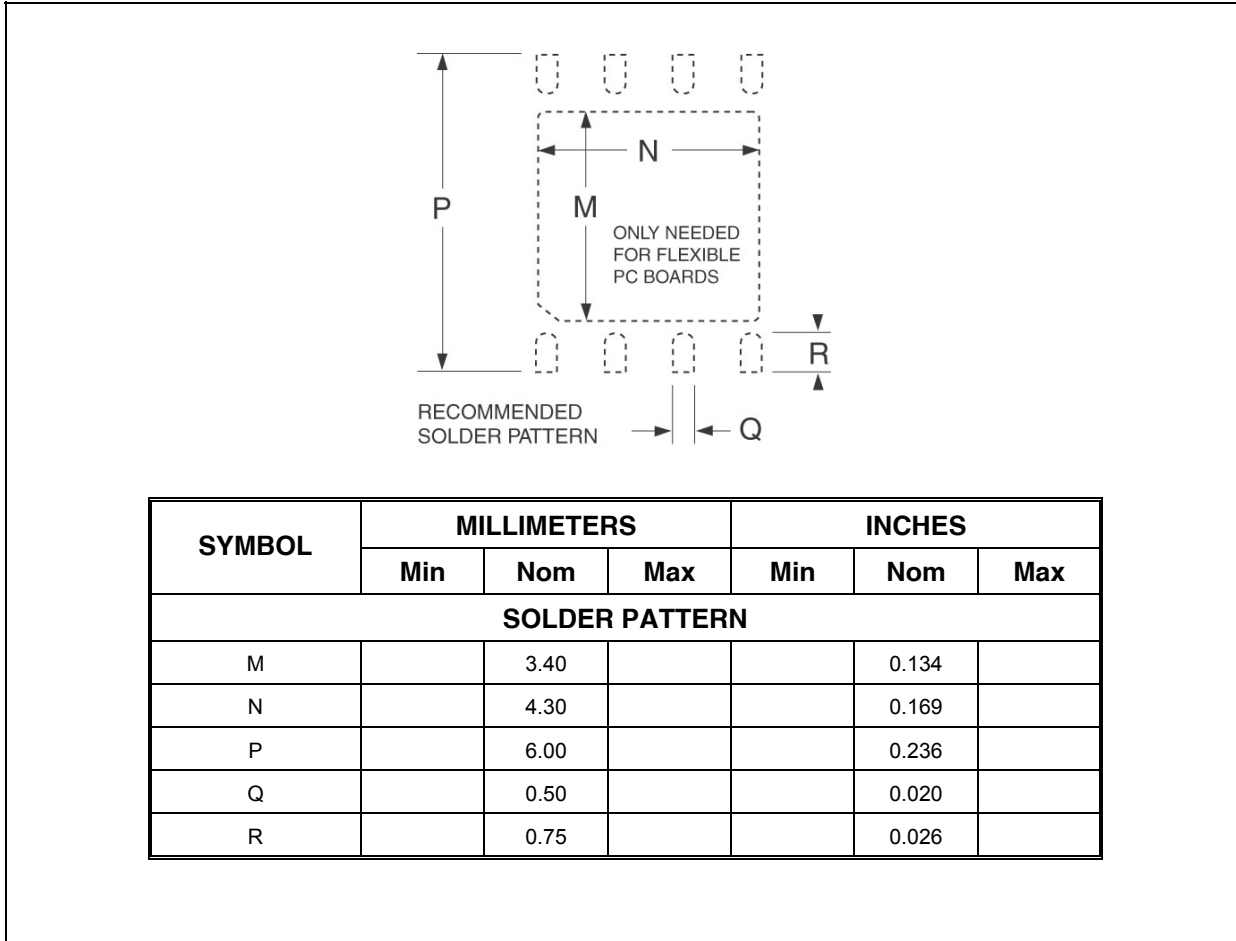 P
N
M
ONLY NEEDED
FOR FLEXIBLE
PC BOARDS
R
RECOMMENDED
SOLDER PATTERN
Q
SYMBOL MILLIMETERS INCHES
Min Nom Max Min Nom Max
SOLDER PATTERN
M 3.40 0.134
N 4.30 0.169
P 6.00 0.236
Q 0.50 0.020
R 0.75 0.026